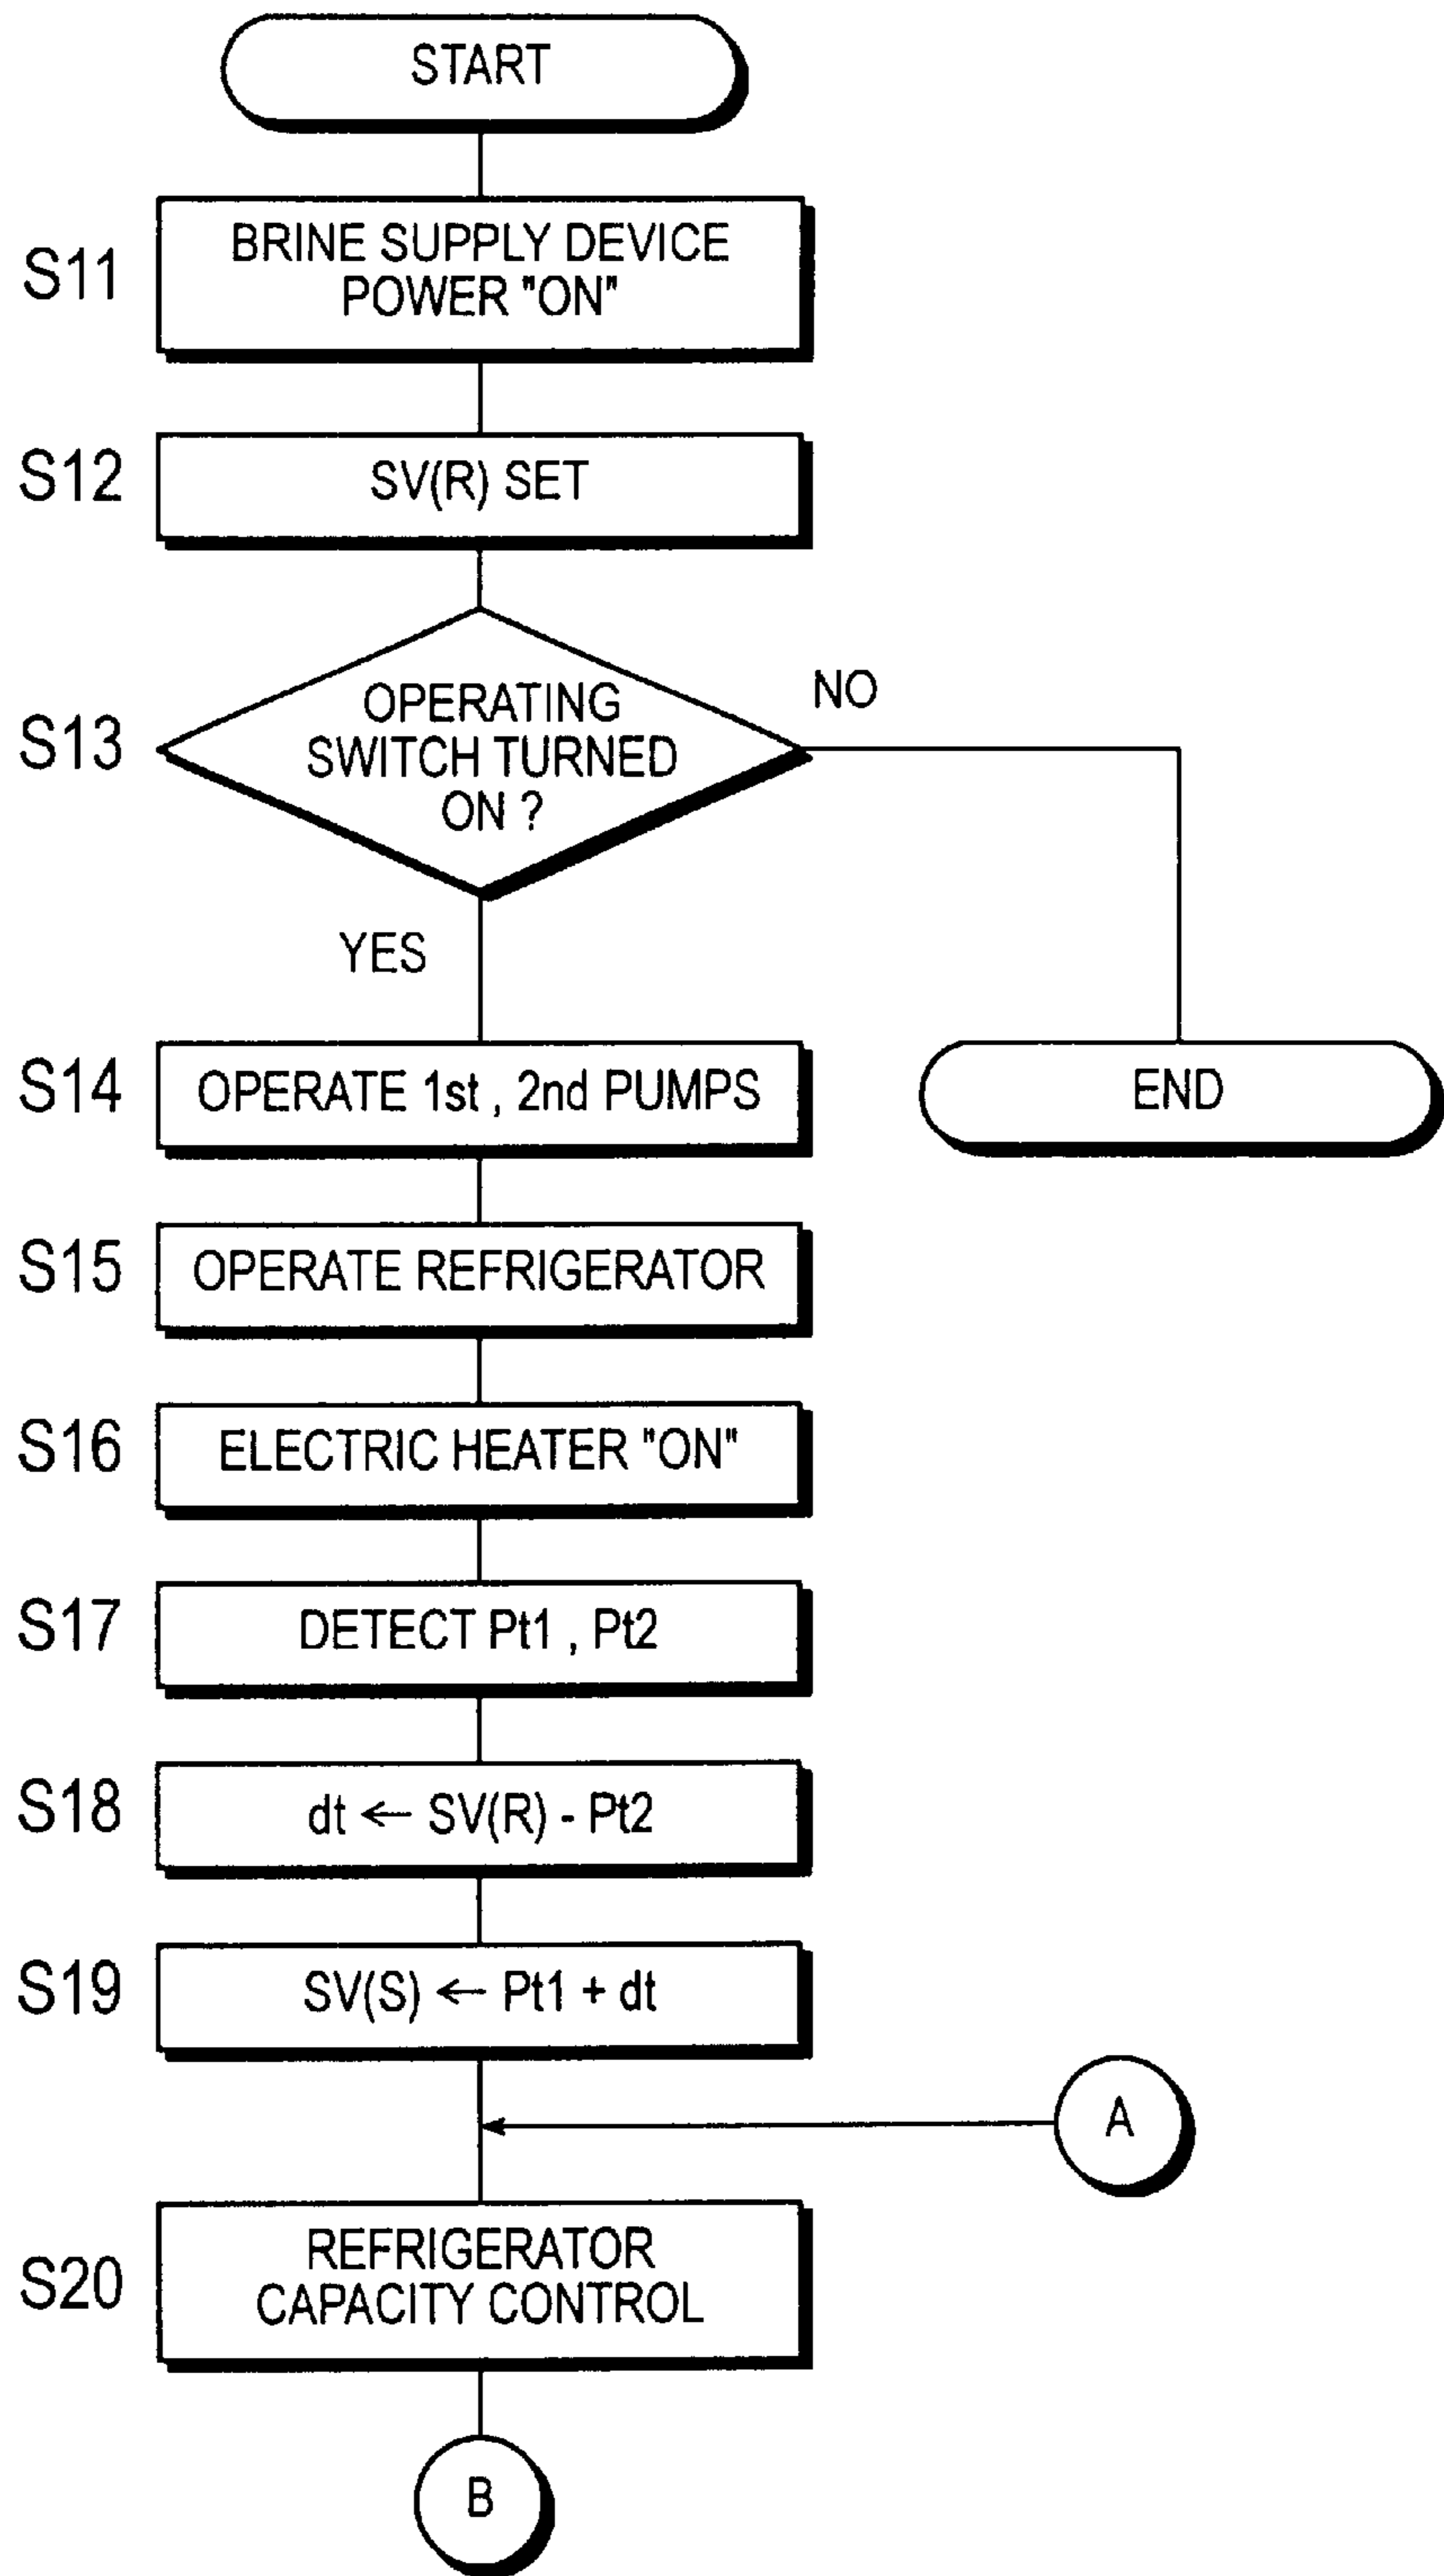 START
S11
BRINE SUPPLY DEVICE
POWER "ON"
S12
SV(R) SET
S13
OPERATING
SWITCH TURNED
ON ?
NO
YES
S14
OPERATE 1st , 2nd PUMPS
END
S15
OPERATE REFRIGERATOR
S16
ELECTRIC HEATER "ON"
S17
DETECT Pt1 , Pt2
S18
dt ← SV(R) - Pt2
S19
SV(S) ← Pt1 + dt
A
S20
REFRIGERATOR
CAPACITY CONTROL
B